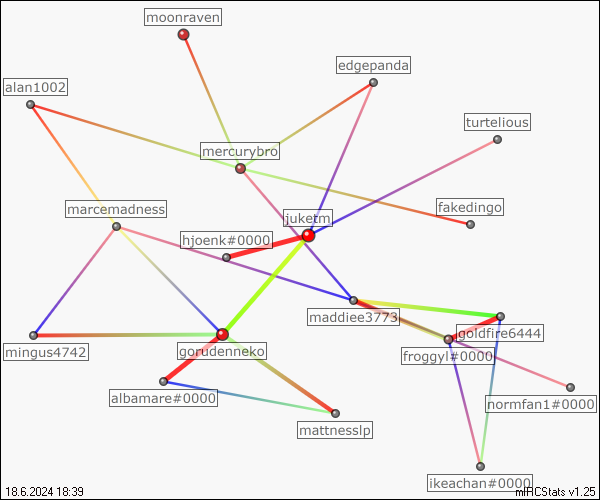 moonraven
edgepanda
alan1002
turtelious
mercurybro
marcemadness
fakedingo
juketm
hjoenk#0000
maddiee3773
goldfire6444
mingus4742
gorudenneko
froggyl#0000
albamare#0000
normfan1#0000
mattnesslp
ikeachan#0000
18.6.2024 18:39
mIRCStats v1.25